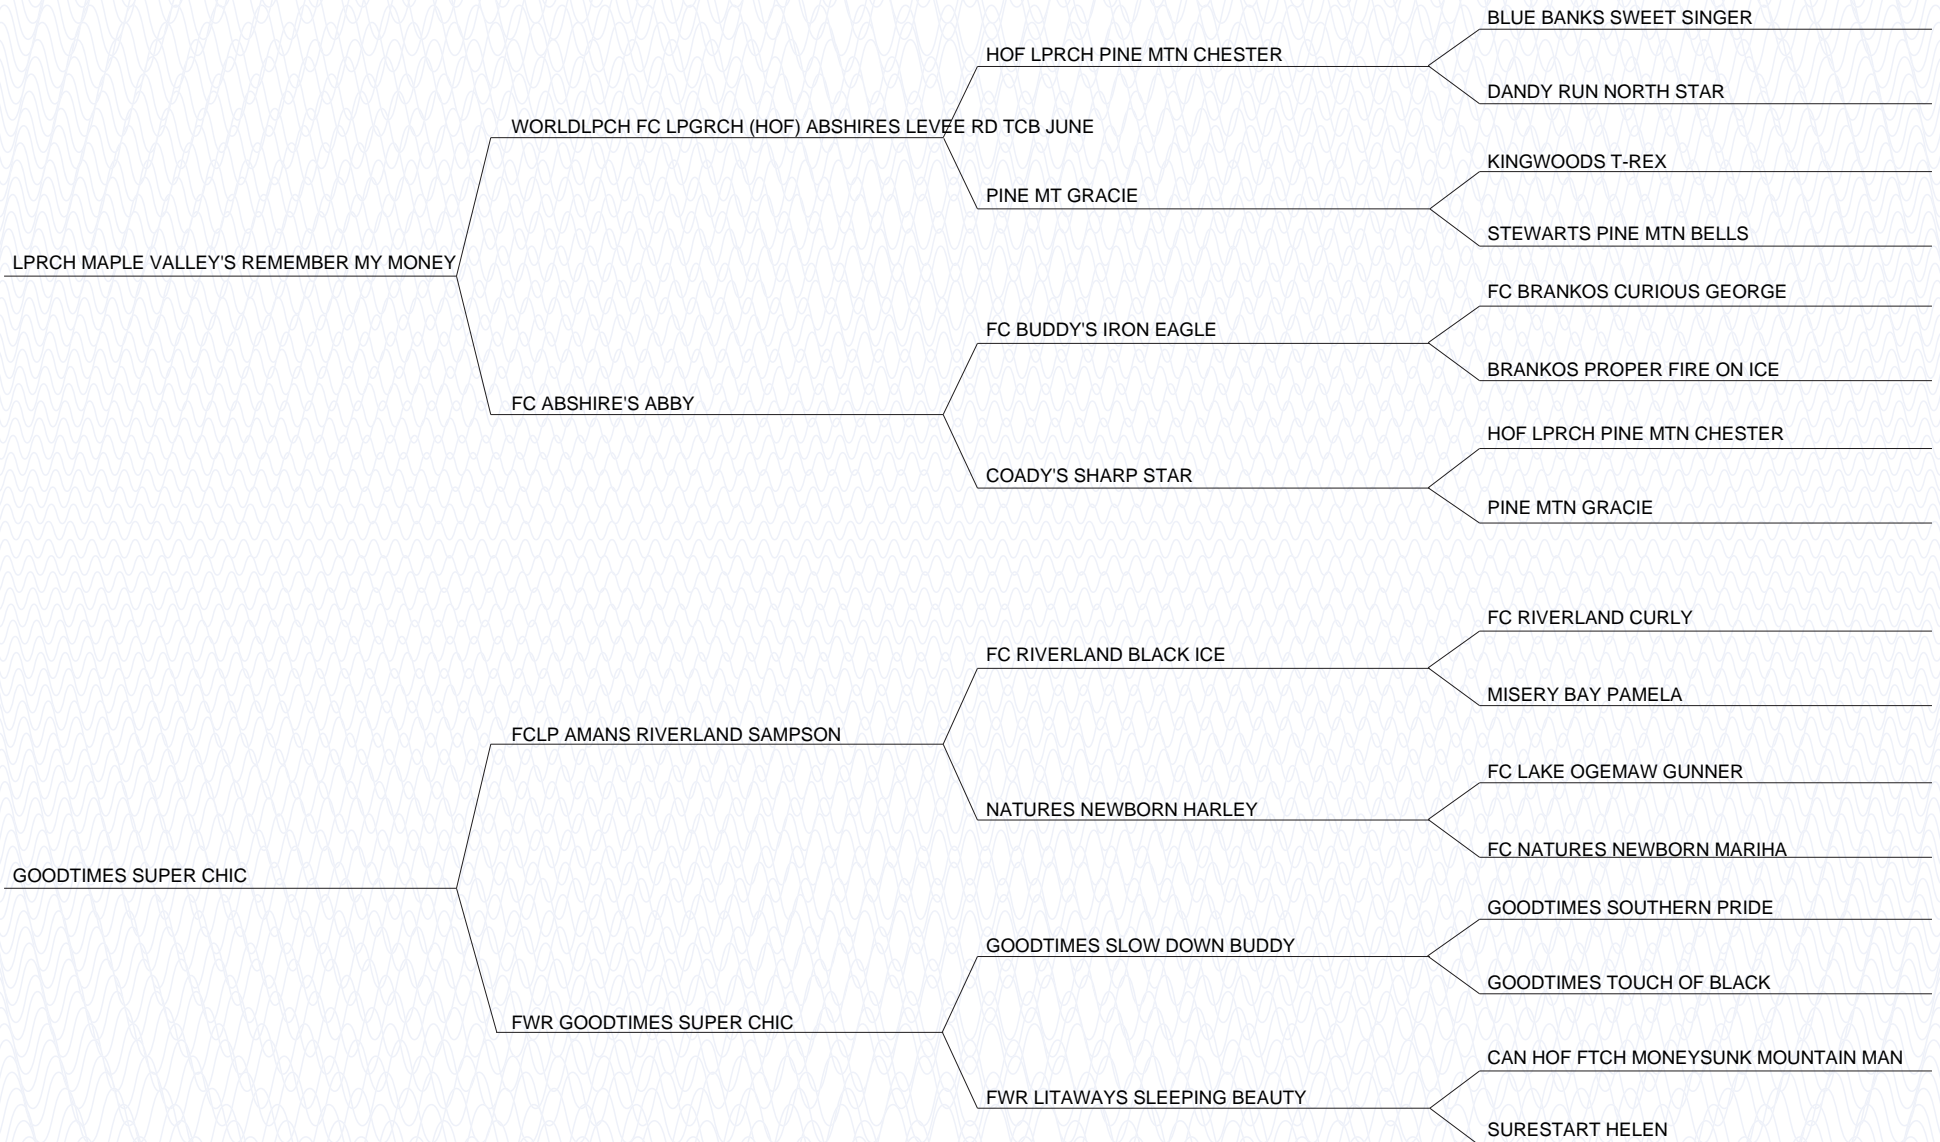 BLUE BANKS SWEET SINGER
HOF LPRCH PINE MTN CHESTER
DANDY RUN NORTH STAR
WORLDLPCH FC LPGRCH (HOF) ABSHIRES LEVEE RD TCB JUNE
KINGWOODS T-REX
PINE MT GRACIE
STEWARTS PINE MTN BELLS
LPRCH MAPLE VALLEY'S REMEMBER MY MONEY
FC BRANKOS CURIOUS GEORGE
FC BUDDY'S IRON EAGLE
BRANKOS PROPER FIRE ON ICE
FC ABSHIRE'S ABBY
HOF LPRCH PINE MTN CHESTER
COADY'S SHARP STAR
PINE MTN GRACIE
FC RIVERLAND CURLY
FC RIVERLAND BLACK ICE
MISERY BAY PAMELA
FCLP AMANS RIVERLAND SAMPSON
FC LAKE OGEMAW GUNNER
NATURES NEWBORN HARLEY
FC NATURES NEWBORN MARIHA
GOODTIMES SUPER CHIC
GOODTIMES SOUTHERN PRIDE
GOODTIMES SLOW DOWN BUDDY
GOODTIMES TOUCH OF BLACK
FWR GOODTIMES SUPER CHIC
CAN HOF FTCH MONEYSUNK MOUNTAIN MAN
FWR LITAWAYS SLEEPING BEAUTY
SURESTART HELEN